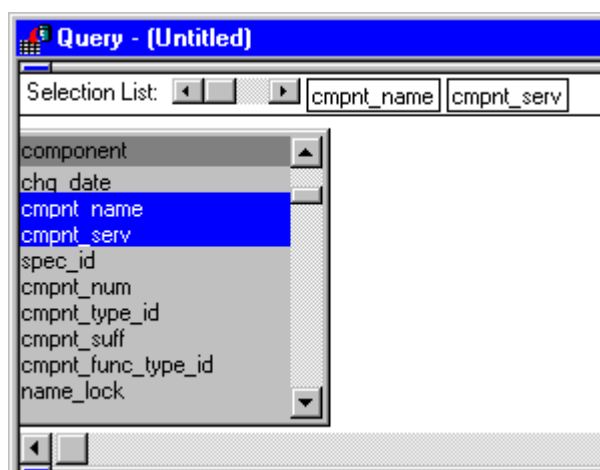 Query - (Untitled)
Selection List: cmpnt_name cmpnt_serv
component
chg_date
cmpnt_name
cmpnt_serv
spec_id
cmpnt_num
cmpnt_type_id
cmpnt_suff
cmpnt_func_type_id
name_lock